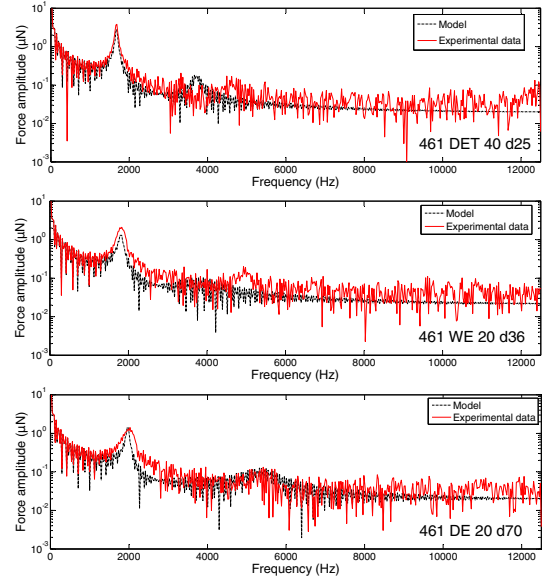 10^1
10^0
10^-1
10^-2
10^-3
Force amplitude (µN)
Model
Experimental data
461 DET 40 d25
0 2000 4000 6000 8000 10000 12000
Frequency (Hz)
10^1
10^0
10^-1
10^-2
10^-3
Force amplitude (µN)
Model
Experimental data
461 WE 20 d36
0 2000 4000 6000 8000 10000 12000
Frequency (Hz)
10^1
10^0
10^-1
10^-2
10^-3
Force amplitude (µN)
Model
Experimental data
461 DE 20 d70
0 2000 4000 6000 8000 10000 12000
Frequency (Hz)